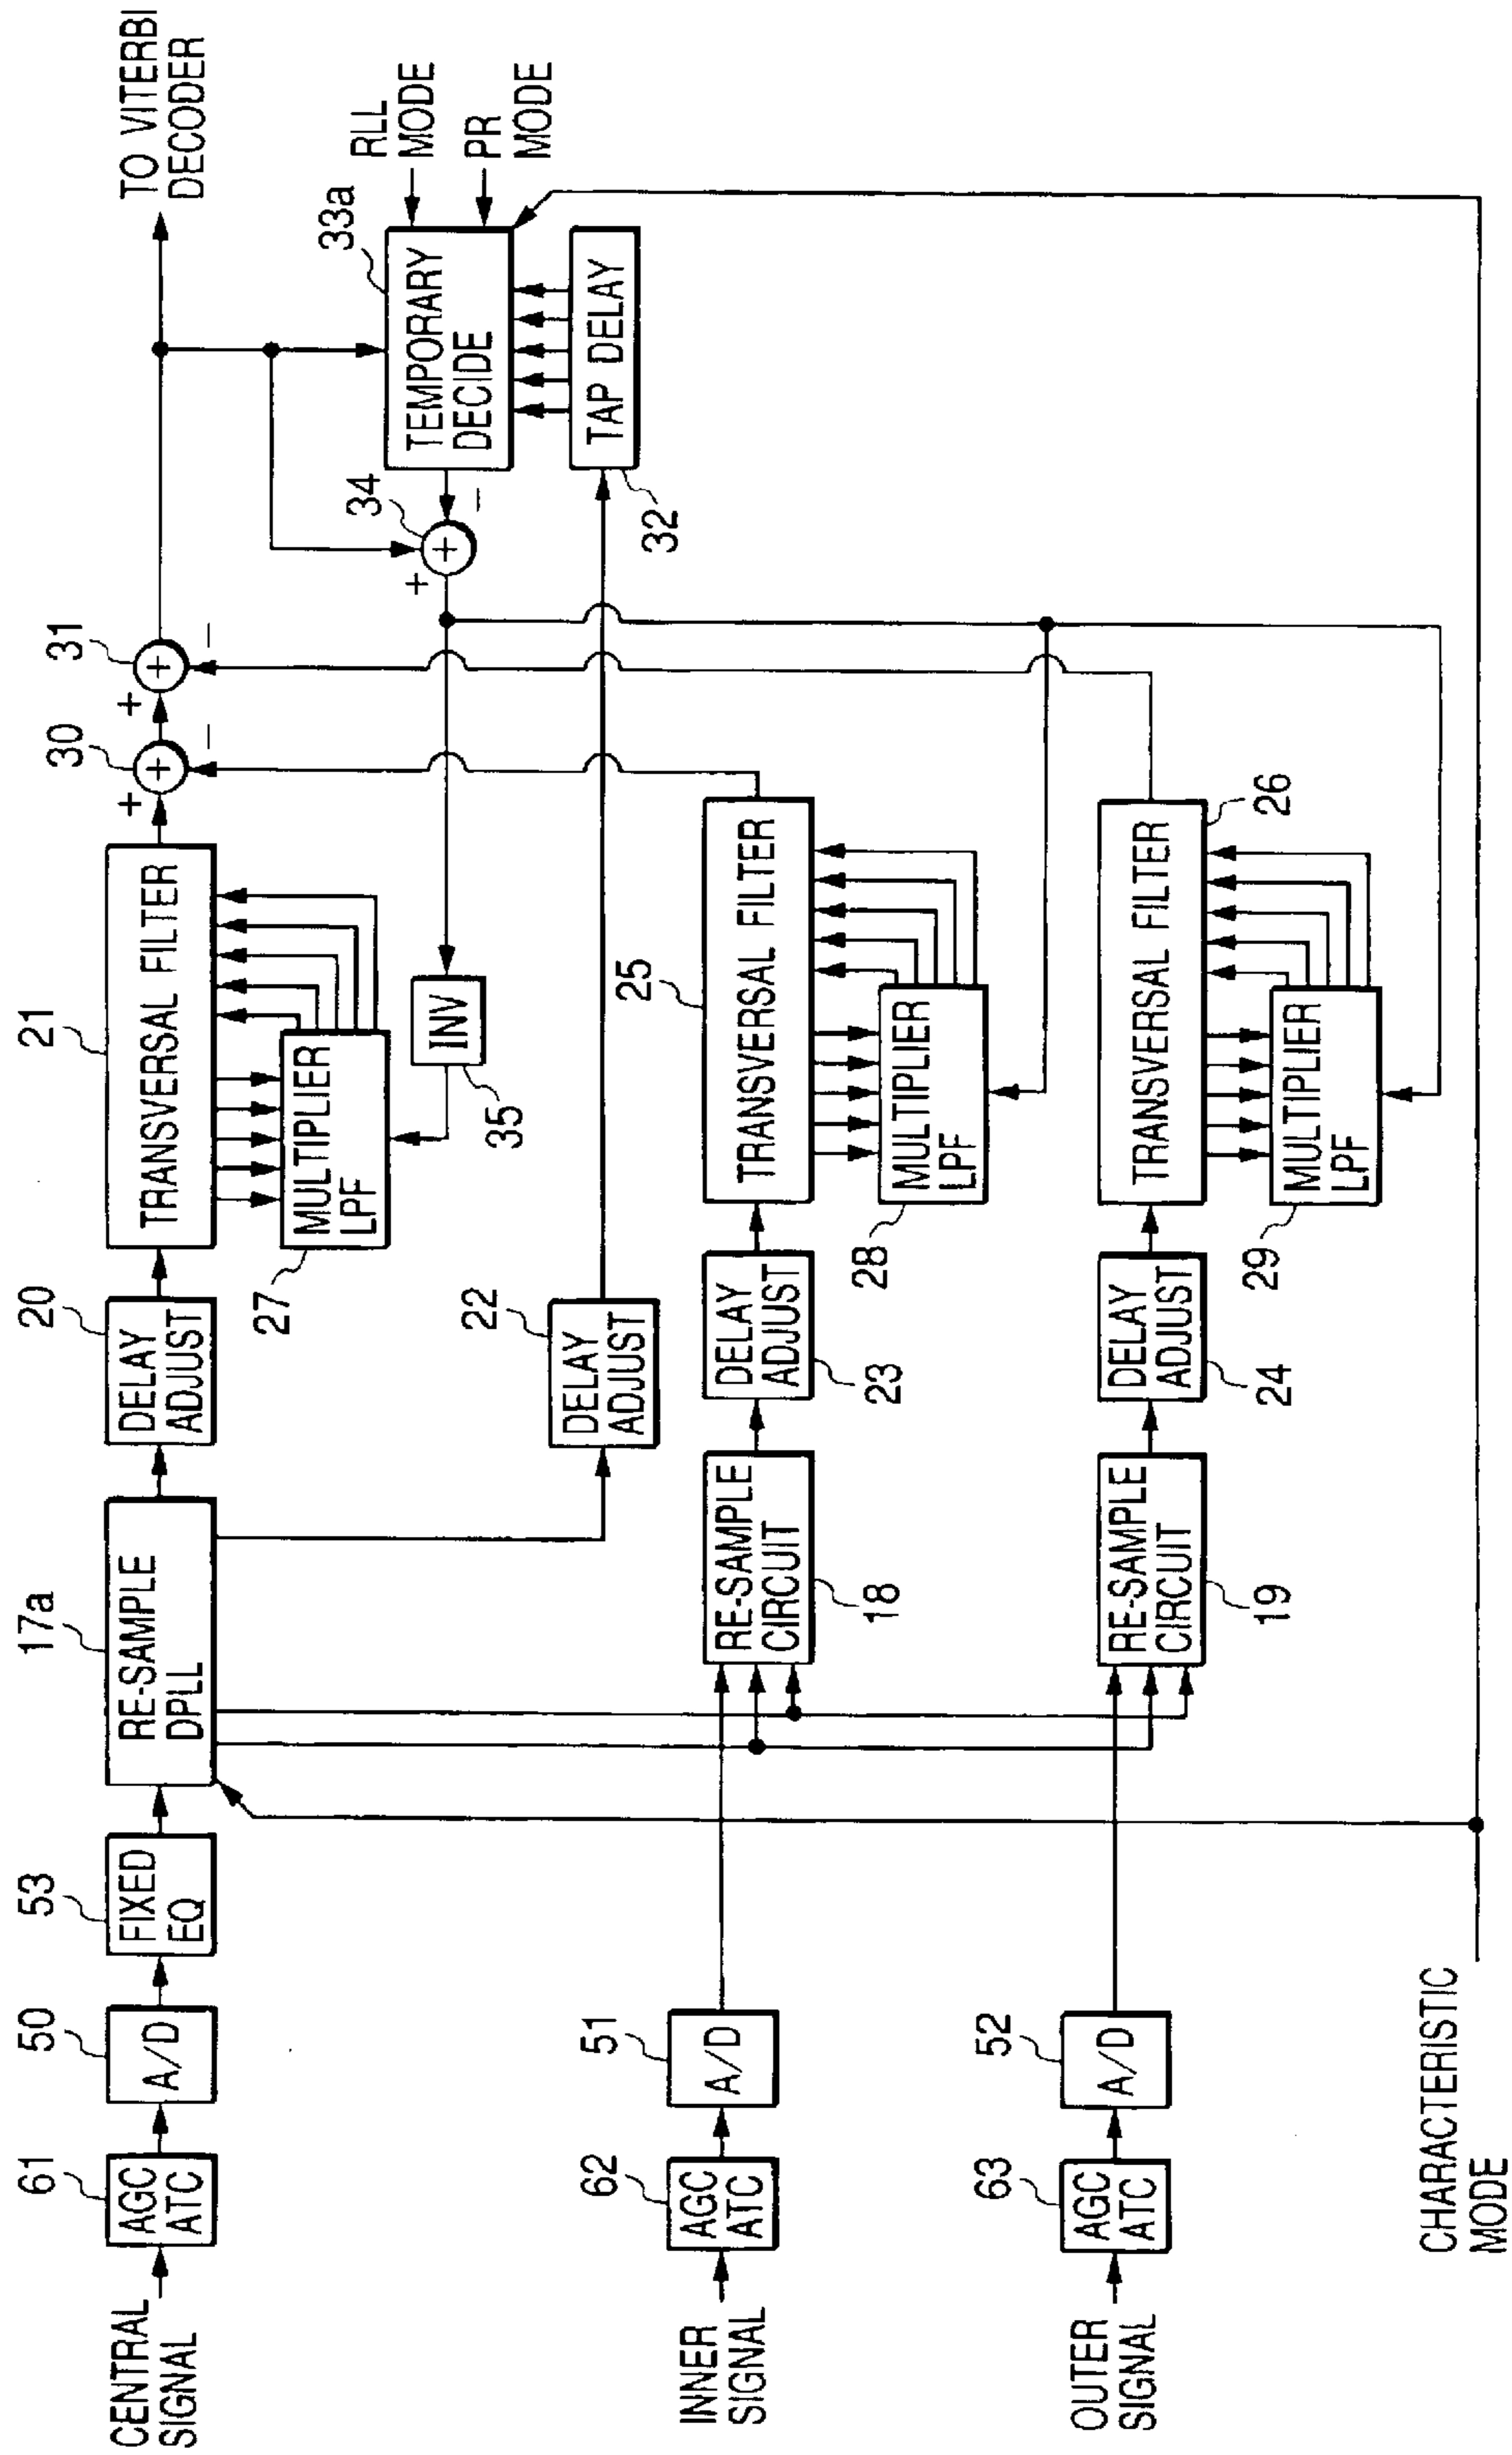 CENTRAL
SIGNAL
61
AGC
ATC
50
A/D
53
FIXED
EQ
17a
RE-SAMPLE
DPLL
20
DELAY
ADJUST
21
TRANSVERSAL FILTER
27
MULTIPLIER
LPF
30
+
+
−
31
+
+
−
TO VITERBI
DECODER
35
INV
34
+
+
−
33a
TEMPORARY
DECIDE
RLL
MODE
PR
MODE
22
DELAY
ADJUST
32
TAP DELAY
INNER
SIGNAL
62
AGC
ATC
51
A/D
18
RE-SAMPLE
CIRCUIT
23
DELAY
ADJUST
25
TRANSVERSAL FILTER
28
MULTIPLIER
LPF
OUTER
SIGNAL
63
AGC
ATC
52
A/D
19
RE-SAMPLE
CIRCUIT
24
DELAY
ADJUST
26
TRANSVERSAL FILTER
29
MULTIPLIER
LPF
CHARACTERISTIC
MODE